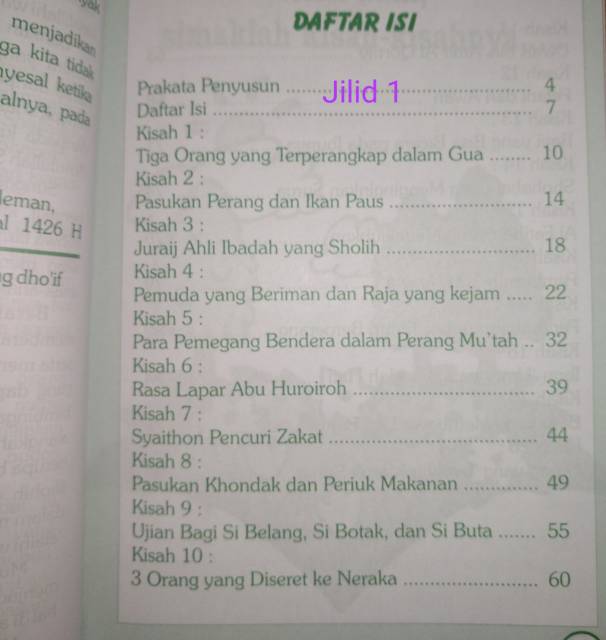 menjadikan
ga kita tidak
nyesal ketika
alnya, pada
leman,
al 1426 H
g dho'if
DAFTAR ISI
Jilid 1
Prakata Penyusun ........................................ 4
Daftar Isi .................................................... 7
Kisah 1 :
Tiga Orang yang Terperangkap dalam Gua ........ 10
Kisah 2 :
Pasukan Perang dan Ikan Paus ........................ 14
Kisah 3 :
Juraij Ahli Ibadah yang Sholih ......................... 18
Kisah 4 :
Pemuda yang Beriman dan Raja yang kejam ..... 22
Kisah 5 :
Para Pemegang Bendera dalam Perang Mu'tah .. 32
Kisah 6 :
Rasa Lapar Abu Huroiroh ............................... 39
Kisah 7 :
Syaithon Pencuri Zakat ................................... 44
Kisah 8 :
Pasukan Khondak dan Periuk Makanan ............. 49
Kisah 9 :
Ujian Bagi Si Belang, Si Botak, dan Si Buta ....... 55
Kisah 10 :
3 Orang yang Diseret ke Neraka ....................... 60